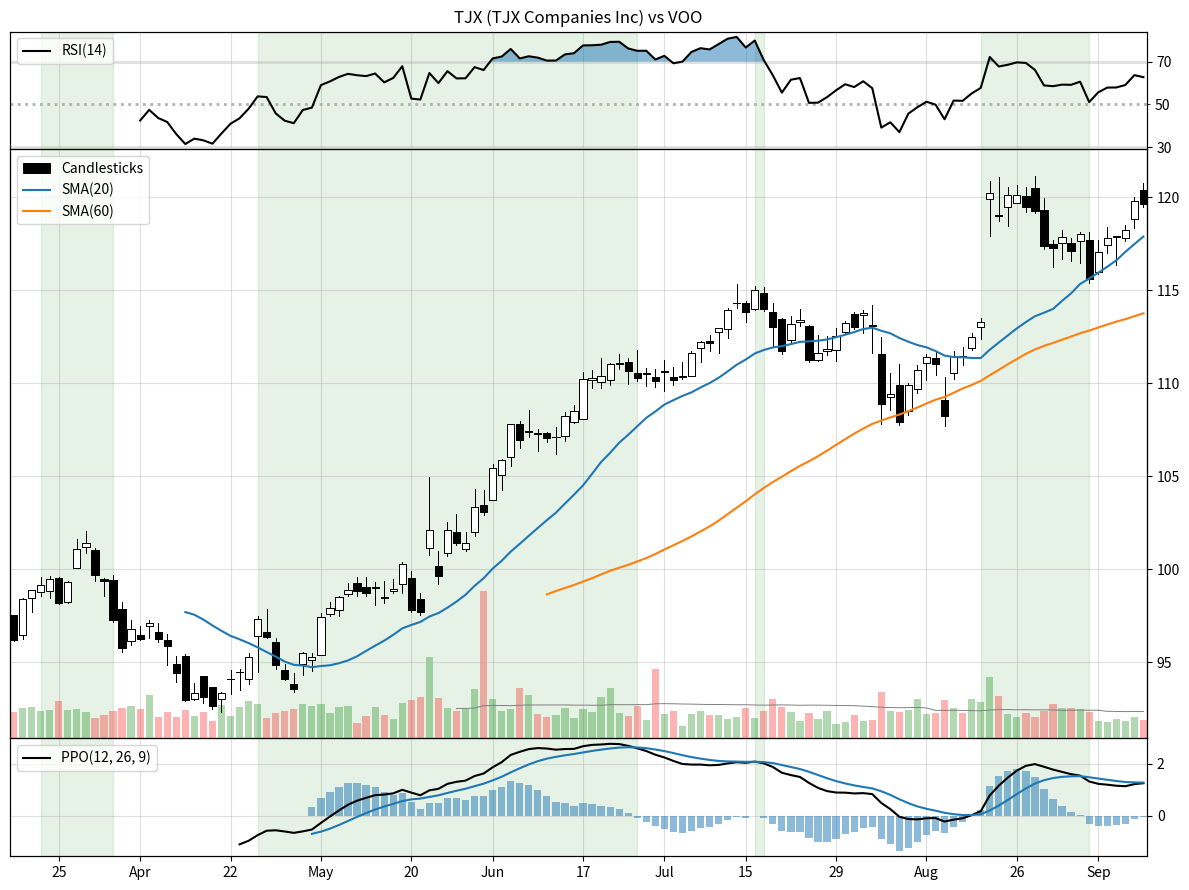 TJX (TJX Companies Inc) vs VOO
RSI(14)
70
50
30
Candlesticks
SMA(20)
SMA(60)
120
115
110
105
100
95
PPO(12, 26, 9)
2
0
25 Apr 22 May 20 Jun 17 Jul 15 29 Aug 26 Sep